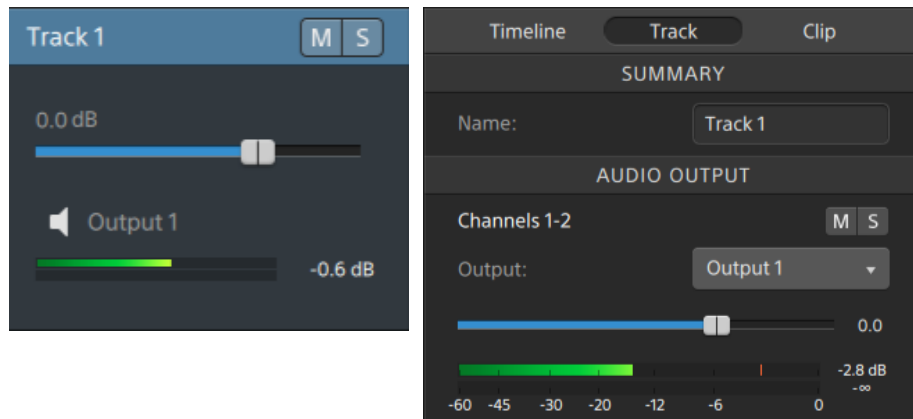 Track 1
M S
0.0 dB
Output 1
-0.6 dB
Timeline Track Clip
SUMMARY
Name: Track 1
AUDIO OUTPUT
Channels 1-2 M S
Output: Output 1
0.0
-2.8 dB
-∞
-60 -45 -30 -20 -12 -6 0